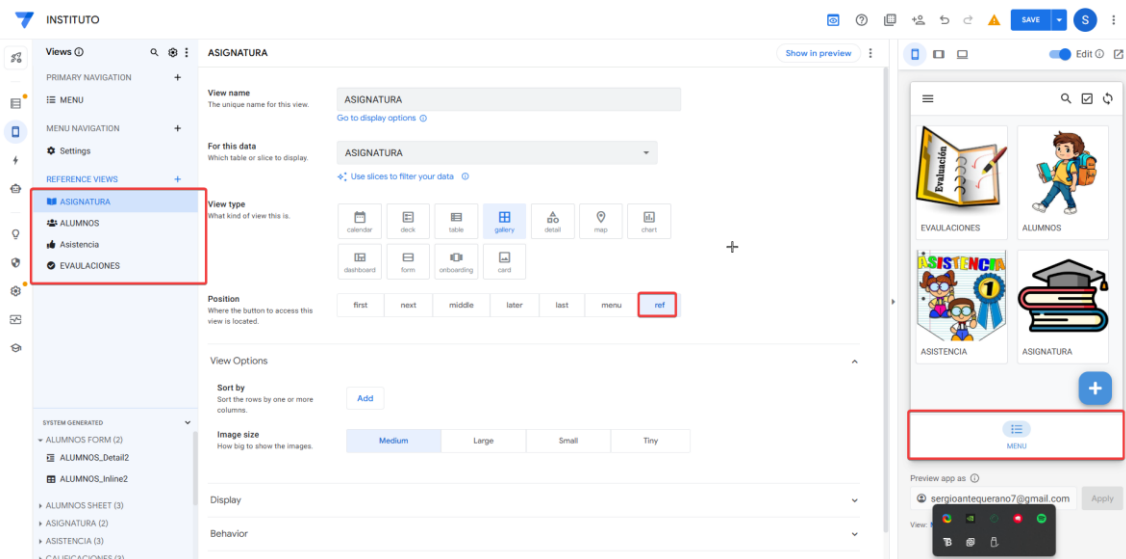 INSTITUTO
SAVE
S
Views
PRIMARY NAVIGATION
MENU
MENU NAVIGATION
Settings
REFERENCE VIEWS
ASIGNATURA
ALUMNOS
Asistencia
EVAULACIONES
SYSTEM GENERATED
ALUMNOS FORM (2)
ALUMNOS_Detail2
ALUMNOS_Inline2
ALUMNOS SHEET (3)
ASIGNATURA (2)
ASISTENCIA (3)
CALIFICACIONES (3)
ASIGNATURA
Show in preview
View name
The unique name for this view.
ASIGNATURA
Go to display options
For this data
Which table or slice to display.
ASIGNATURA
Use slices to filter your data
View type
What kind of view this is.
calendar
deck
table
gallery
detail
map
chart
dashboard
form
onboarding
card
Position
Where the button to access this
view is located.
first
next
middle
later
last
menu
ref
View Options
Sort by
Sort the rows by one or more
columns.
Add
Image size
How big to show the images.
Medium
Large
Small
Tiny
Display
Behavior
Edit
Evaluación
EVAULACIONES
ALUMNOS
ASISTENCIA
1
ASISTENCIA
ASIGNATURA
MENU
Preview app as
sergioantequerano7@gmail.com
Apply
View: